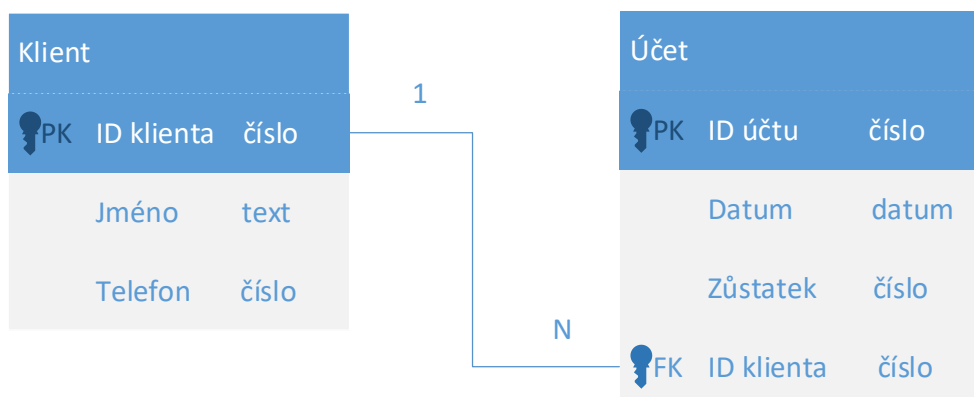 Klient
PK ID klienta číslo
Jméno text
Telefon číslo
1
N
Účet
PK ID účtu číslo
Datum datum
Zůstatek číslo
FK ID klienta číslo